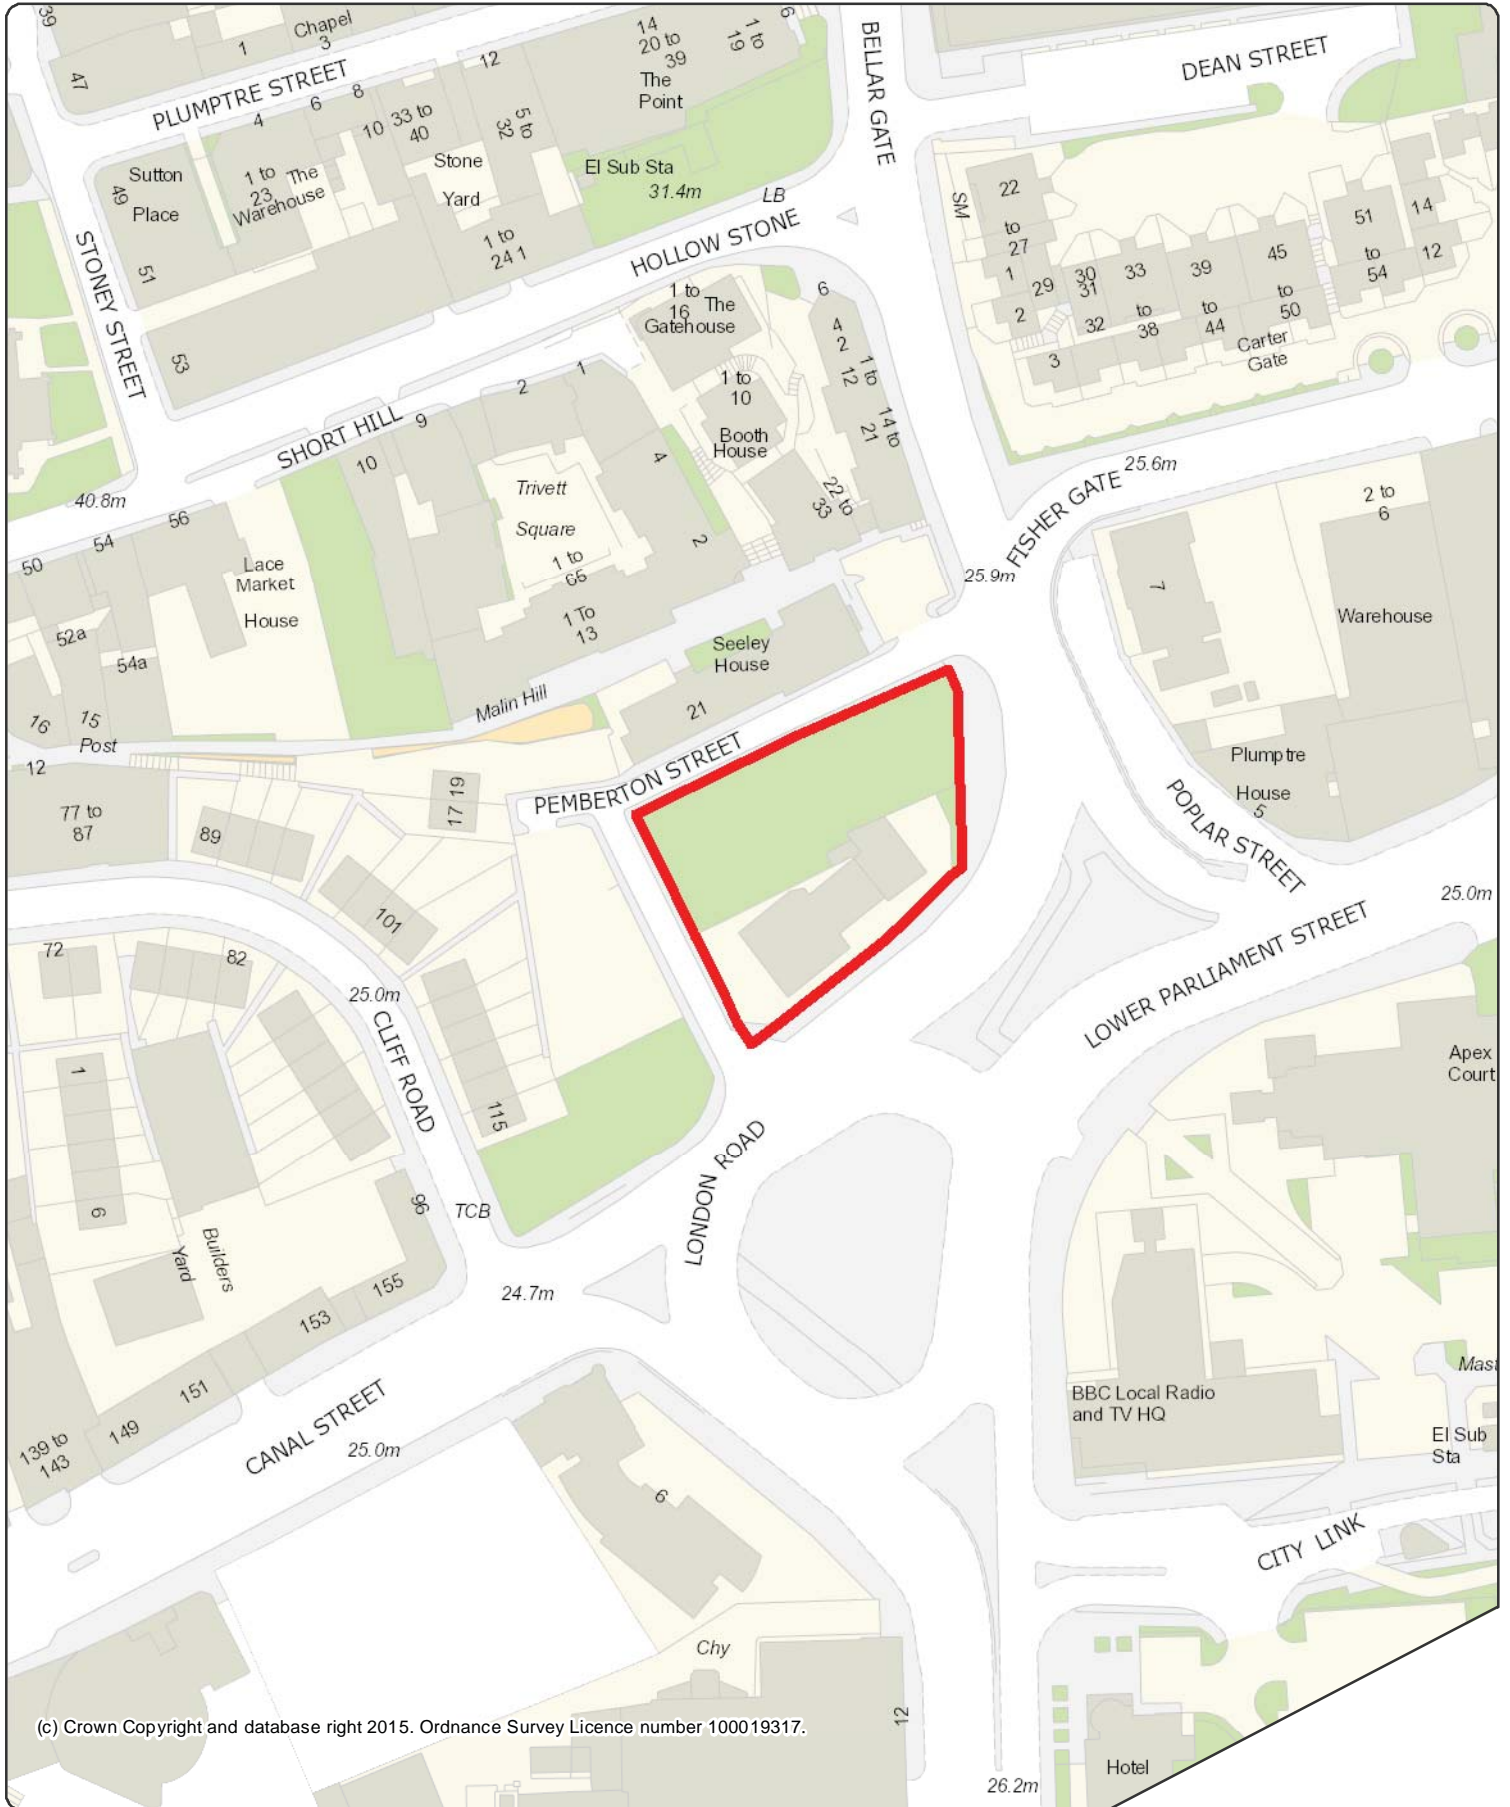 39
Chapel
1
3
47
PLUMPTRE STREET
4
6
8
10
33 to
40
12
5 to
32
14
20 to
39
The
Point
1 to
19
6
BELLAR GATE
DEAN STREET
Sutton
Place
49
51
1 to
23
The
Warehouse
Stone
Yard
1 to
24 1
El Sub Sta
31.4m
LB
HOLLOW STONE
STONEY STREET
53
SM
22
to
27
1
2
29
30
31
32
33
to
38
39
to
44
45
to
50
51
to
54
14
12
3
Carter
Gate
1 to
16
The
Gatehouse
6
4
2
1 to
12
14 to
21
1 to
10
Booth
House
22 to
33
SHORT HILL
9
2
1
10
4
2
Trivett
Square
1 to
65
1 To
13
40.8m
56
54
50
52a
54a
16
15
Post
12
Lace
Market
House
FISHER GATE
25.6m
25.9m
2 to
6
7
Warehouse
Seeley
House
21
Malin Hill
PEMBERTON STREET
17 19
77 to
87
89
101
Plumptre
House
5
POPLAR STREET
25.0m
LOWER PARLIAMENT STREET
72
82
25.0m
CLIFF ROAD
1
6
115
96
TCB
Builders
Yard
LONDON ROAD
Apex
Court
24.7m
155
153
151
149
139 to
143
CANAL STREET
25.0m
BBC Local Radio
and TV HQ
Mast
El Sub
Sta
6
CITY LINK
Chy
12
Hotel
26.2m
(c) Crown Copyright and database right 2015. Ordnance Survey Licence number 100019317.